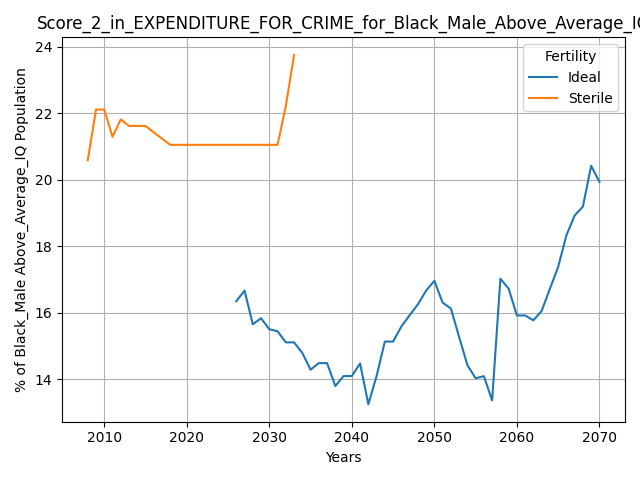 Score_2_in_EXPENDITURE_FOR_CRIME_for_Black_Male_Above_Average_IQ
24
22
20
18
16
14
% of Black_Male Above_Average_IQ Population
Fertility
Ideal
Sterile
2010 2020 2030 2040 2050 2060 2070
Years